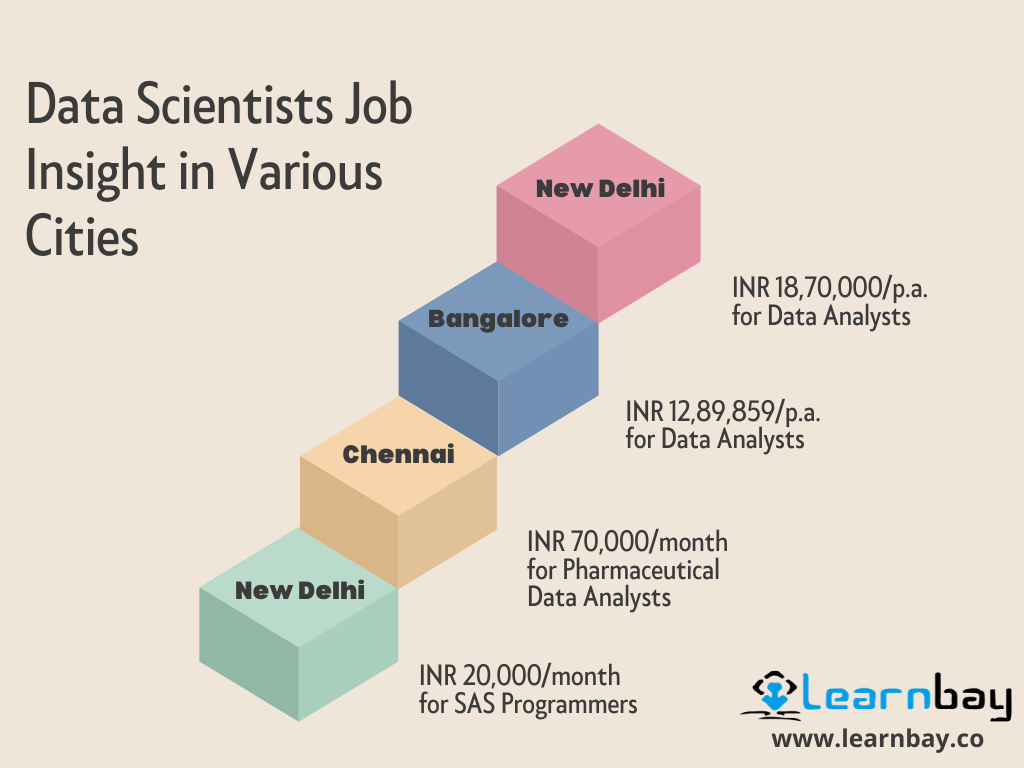 Data Scientists Job
Insight in Various
Cities
New Delhi
INR 18,70,000/p.a.
for Data Analysts
Bangalore
INR 12,89,859/p.a.
for Data Analysts
Chennai
INR 70,000/month
for Pharmaceutical
Data Analysts
New Delhi
INR 20,000/month
for SAS Programmers
Learnbay
www.learnbay.co